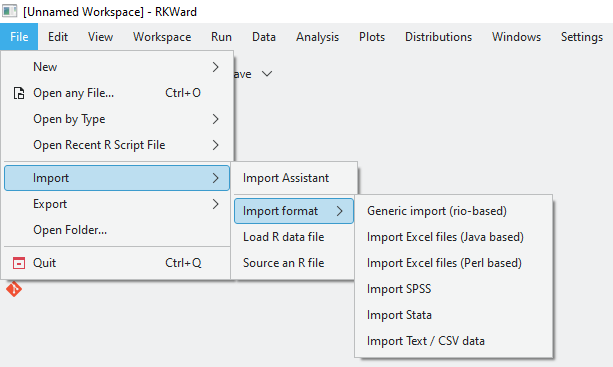 [Unnamed Workspace] - RKWard
File Edit View Workspace Run Data Analysis Plots Distributions Windows Settings
New
ave
Open any File... Ctrl+O
Open by Type
Open Recent R Script File
Import
Import Assistant
Export
Import format
Generic import (rio-based)
Open Folder...
Load R data file
Import Excel files (Java based)
Quit Ctrl+Q
Source an R file
Import Excel files (Perl based)
Import SPSS
Import Stata
Import Text / CSV data